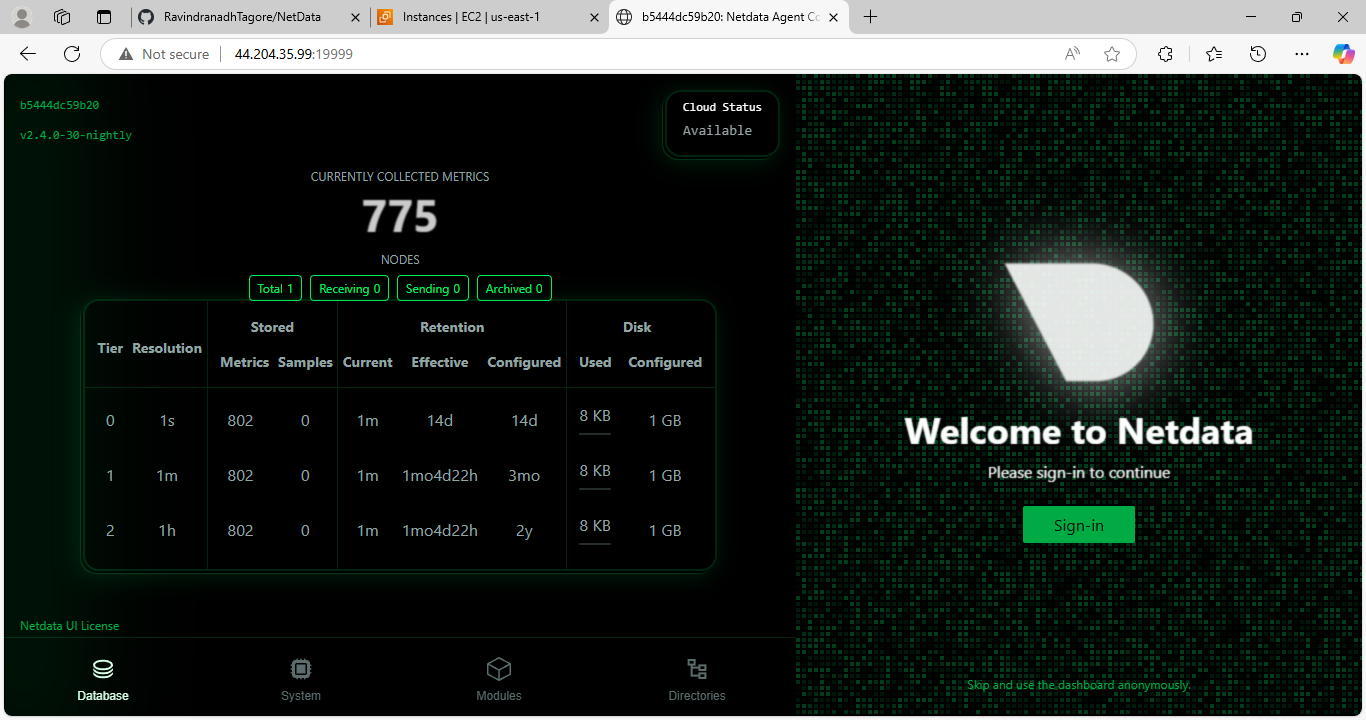 RavindranadhTagore/NetData
Instances | EC2 | us-east-1
b5444dc59b20: Netdata Agent Co
Not secure
44.204.35.99:19999
b5444dc59b20
v2.4.0-30-nightly
Cloud Status
Available
CURRENTLY COLLECTED METRICS
775
NODES
Total 1 Receiving 0 Sending 0 Archived 0
Stored Retention Disk
Tier Resolution
Metrics Samples Current Effective Configured Used Configured
0 1s 802 0 1m 14d 14d 8 KB 1 GB
1 1m 802 0 1m 1mo4d22h 3mo 8 KB 1 GB
2 1h 802 0 1m 1mo4d22h 2y 8 KB 1 GB
Netdata UI License
Database System Modules Directories
Welcome to Netdata
Please sign-in to continue
Sign-in
Skip and use the dashboard anonymously.